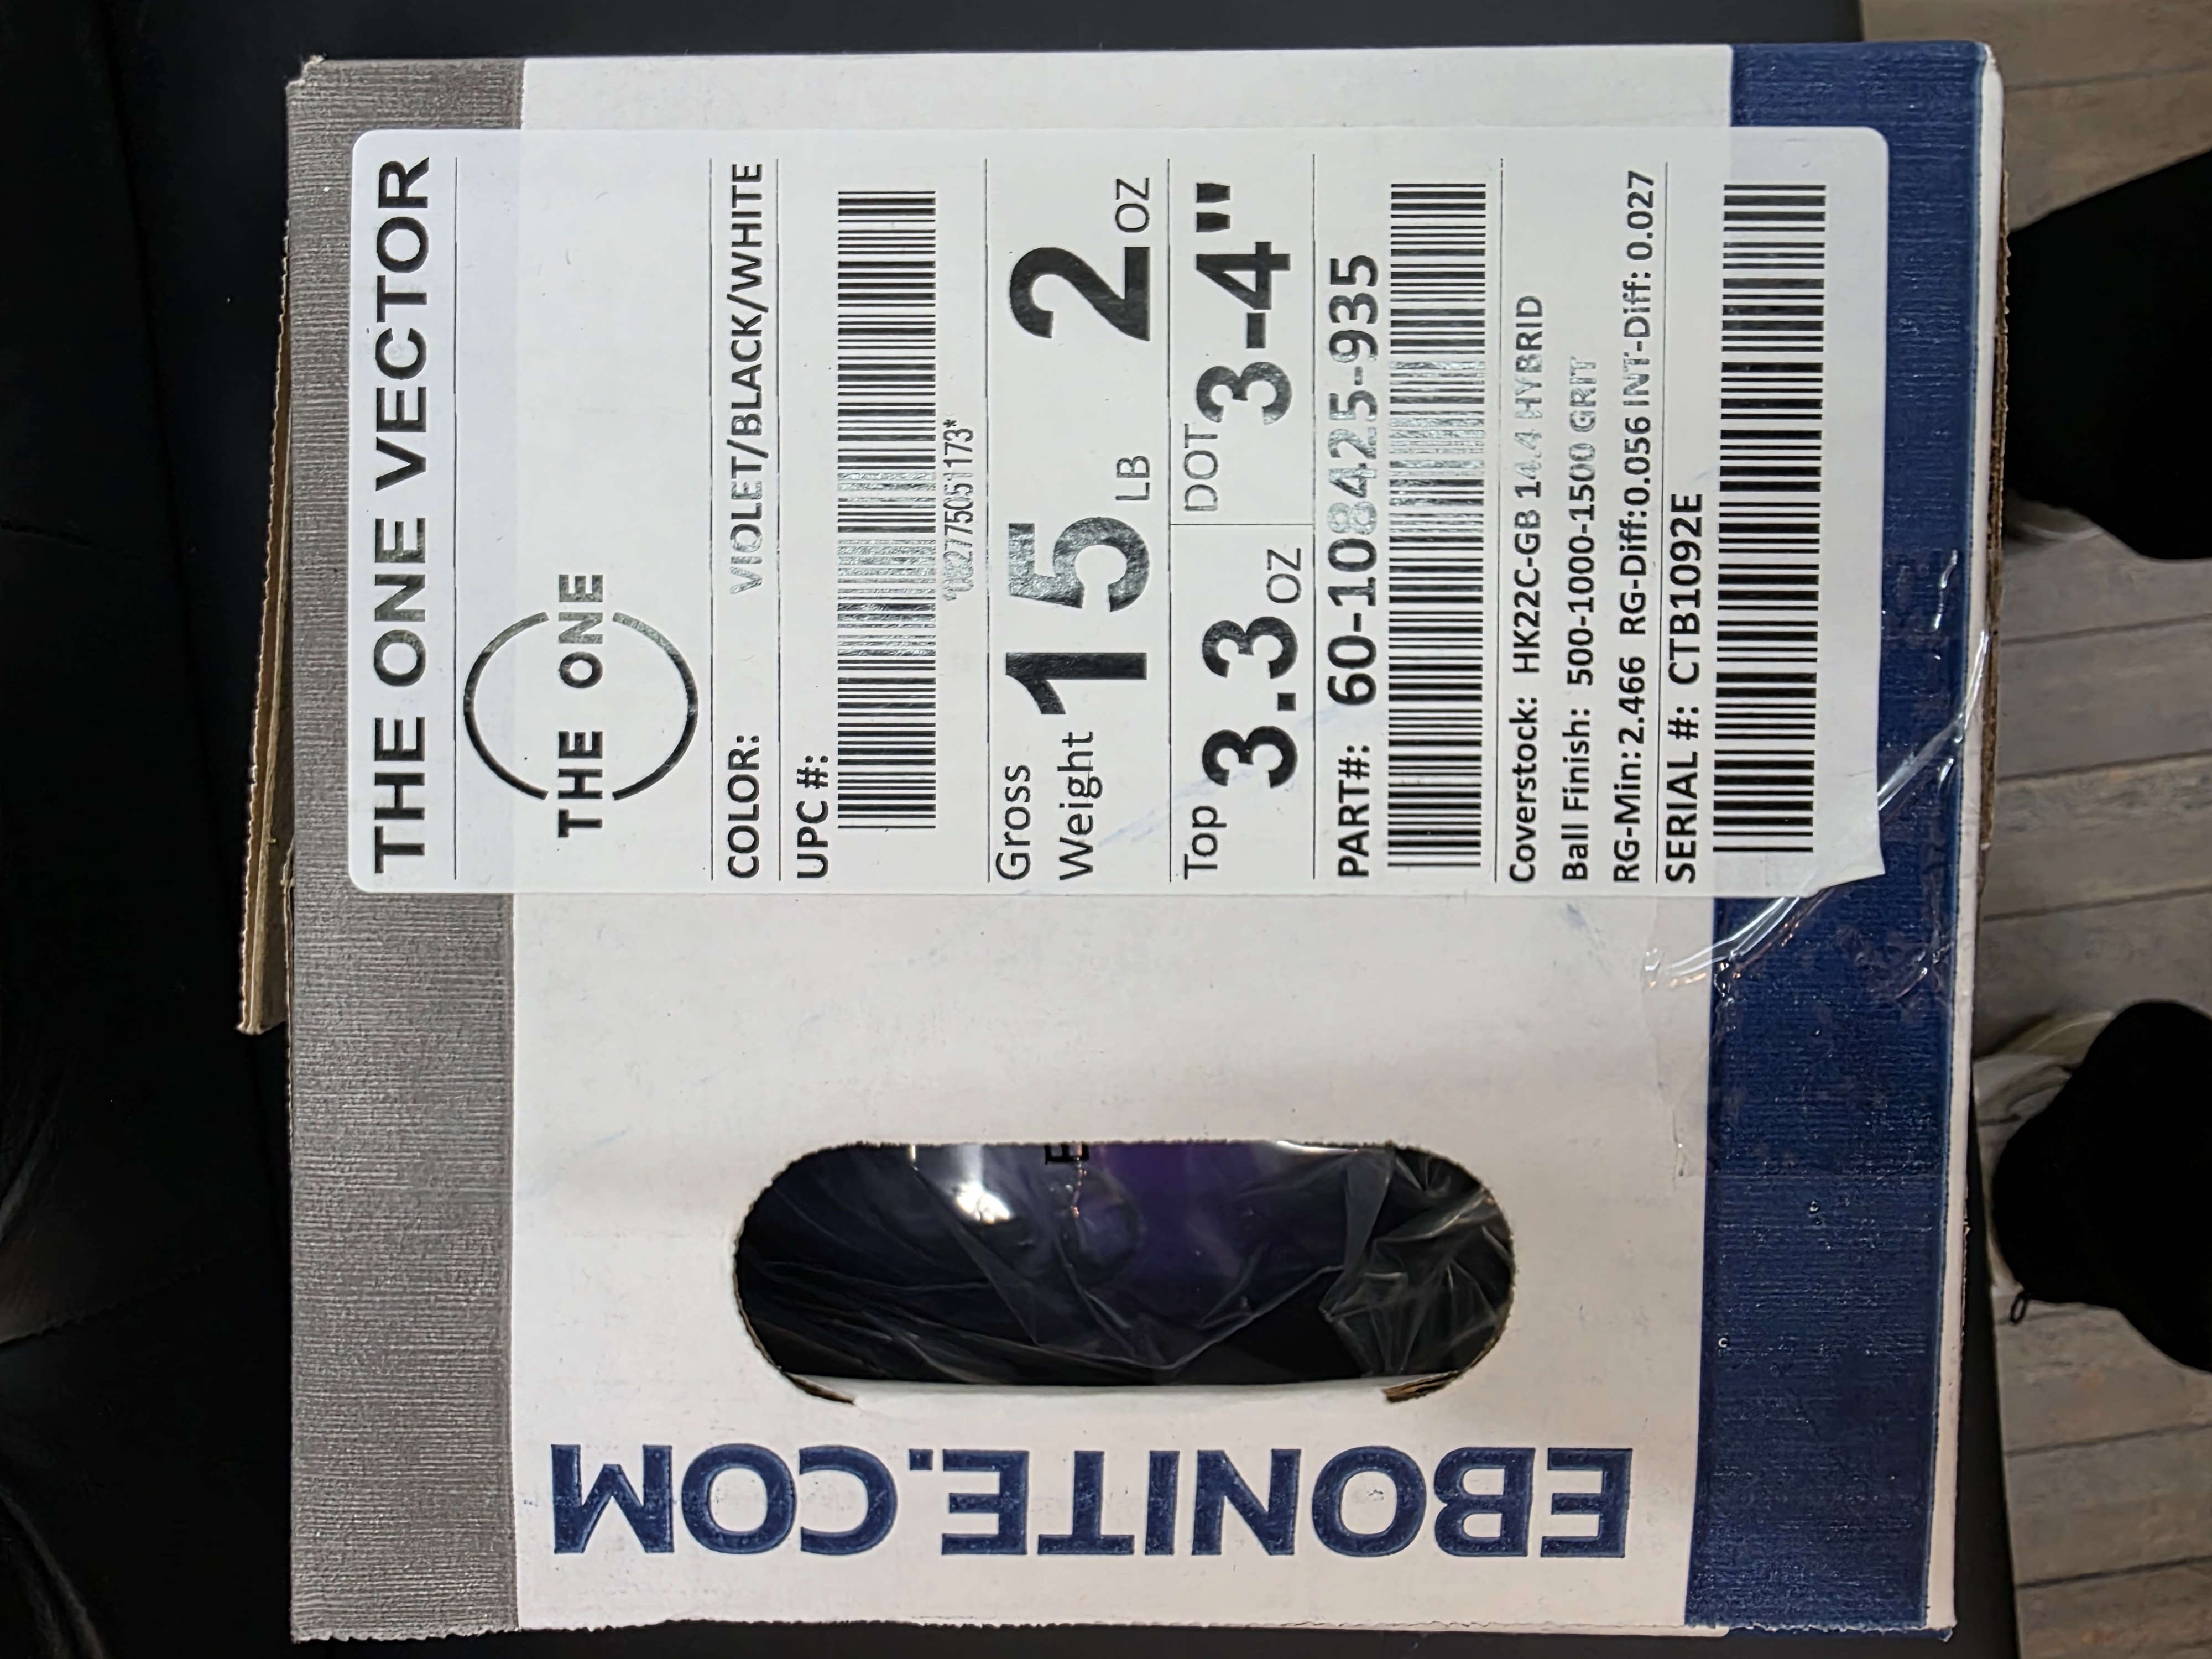 THE ONE VECTOR
THE ONE
COLOR: VIOLET/BLACK/WHITE
UPC #:
*082775051173*
Gross Weight 15 LB 2 OZ
Top 3.3 OZ DOT 3-4"
PART#: 60-108425-935
Coverstock: HK22C-GB 14.4 HYBRID
Ball Finish: 500-1000-1500 GRIT
RG-Min: 2.466 RG-Diff:0.056 INT-Diff: 0.027
SERIAL #: CTB1092E
EBONITE.COM